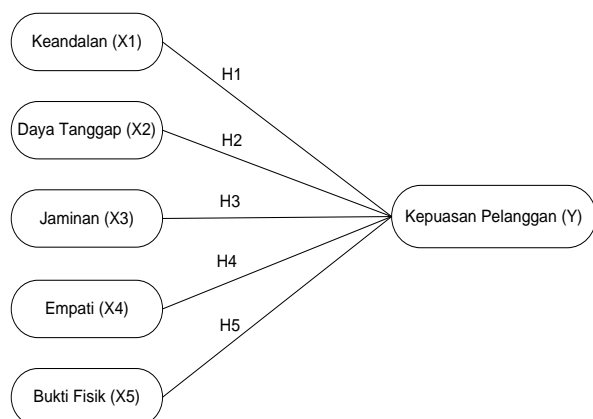 Keandalan (X1)
H1
Daya Tanggap (X2)
H2
Jaminan (X3)
H3
Kepuasan Pelanggan (Y)
H4
Empati (X4)
H5
Bukti Fisik (X5)